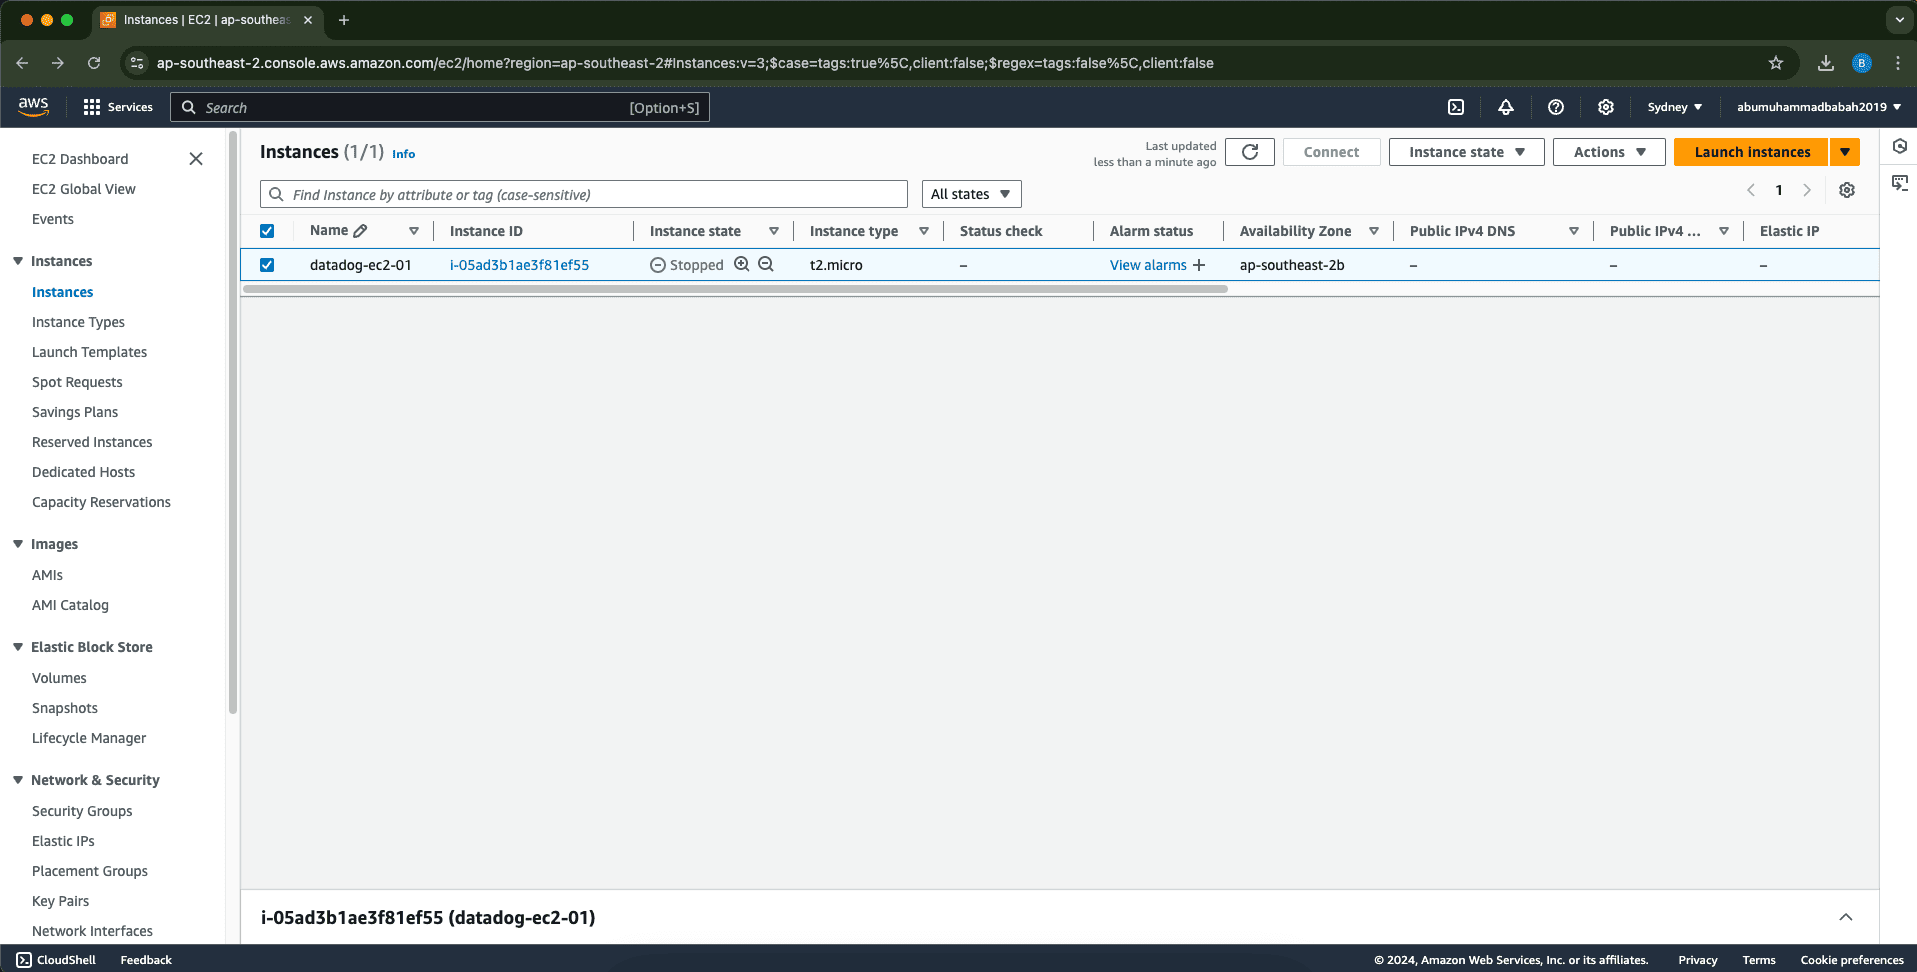 Instances | EC2 | ap-southeas
ap-southeast-2.console.aws.amazon.com/ec2/home?region=ap-southeast-2#Instances:v=3;$case=tags:true%5C,client:false;$regex=tags:false%5C,client:false
B
aws
Services
Search
[Option+S]
Sydney
abumuhammadbabah2019
EC2 Dashboard
EC2 Global View
Events
Instances
Instances
Instance Types
Launch Templates
Spot Requests
Savings Plans
Reserved Instances
Dedicated Hosts
Capacity Reservations
Images
AMIs
AMI Catalog
Elastic Block Store
Volumes
Snapshots
Lifecycle Manager
Network & Security
Security Groups
Elastic IPs
Placement Groups
Key Pairs
Network Interfaces
Instances (1/1) Info
Last updated
less than a minute ago
Connect
Instance state
Actions
Launch instances
Find Instance by attribute or tag (case-sensitive)
All states
1
Name Instance ID Instance state Instance type Status check Alarm status Availability Zone Public IPv4 DNS Public IPv4 ... Elastic IP
datadog-ec2-01 i-05ad3b1ae3f81ef55 Stopped t2.micro – View alarms + ap-southeast-2b – – –
i-05ad3b1ae3f81ef55 (datadog-ec2-01)
CloudShell Feedback © 2024, Amazon Web Services, Inc. or its affiliates. Privacy Terms Cookie preferences